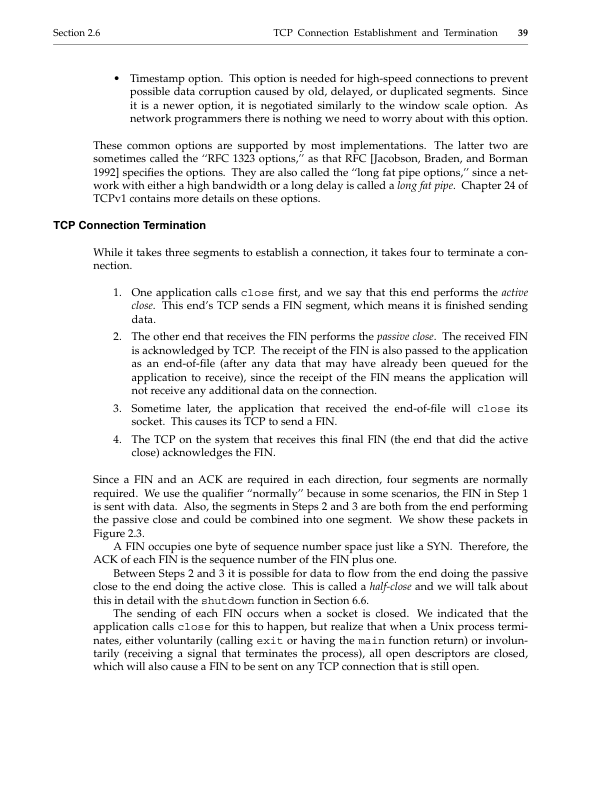 Section 2.6 TCP Connection Establishment and Termination 39
• Timestamp option. This option is needed for high-speed connections to prevent
possible data corruption caused by old, delayed, or duplicated segments. Since
it is a newer option, it is negotiated similarly to the window scale option. As
network programmers there is nothing we need to worry about with this option.
These common options are supported by most implementations. The latter two are
sometimes called the ‘‘RFC 1323 options,’’ as that RFC [Jacobson, Braden, and Borman
1992] specifies the options. They are also called the ‘‘long fat pipe options,’’ since a net-
work with either a high bandwidth or a long delay is called a long fat pipe. Chapter 24 of
TCPv1 contains more details on these options.
TCP Connection Termination
While it takes three segments to establish a connection, it takes four to terminate a con-
nection.
1. One application calls close first, and we say that this end performs the active
close. This end’s TCP sends a FIN segment, which means it is finished sending
data.
2. The other end that receives the FIN performs the passive close. The received FIN
is acknowledged by TCP. The receipt of the FIN is also passed to the application
as an end-of-file (after any data that may have already been queued for the
application to receive), since the receipt of the FIN means the application will
not receive any additional data on the connection.
3. Sometime later, the application that received the end-of-file will close its
socket. This causes its TCP to send a FIN.
4. The TCP on the system that receives this final FIN (the end that did the active
close) acknowledges the FIN.
Since a FIN and an ACK are required in each direction, four segments are normally
required. We use the qualifier ‘‘normally’’ because in some scenarios, the FIN in Step 1
is sent with data. Also, the segments in Steps 2 and 3 are both from the end performing
the passive close and could be combined into one segment. We show these packets in
Figure 2.3.
A FIN occupies one byte of sequence number space just like a SYN. Therefore, the
ACK of each FIN is the sequence number of the FIN plus one.
Between Steps 2 and 3 it is possible for data to flow from the end doing the passive
close to the end doing the active close. This is called a half-close and we will talk about
this in detail with the shutdown function in Section 6.6.
The sending of each FIN occurs when a socket is closed. We indicated that the
application calls close for this to happen, but realize that when a Unix process termi-
nates, either voluntarily (calling exit or having the main function return) or involun-
tarily (receiving a signal that terminates the process), all open descriptors are closed,
which will also cause a FIN to be sent on any TCP connection that is still open.